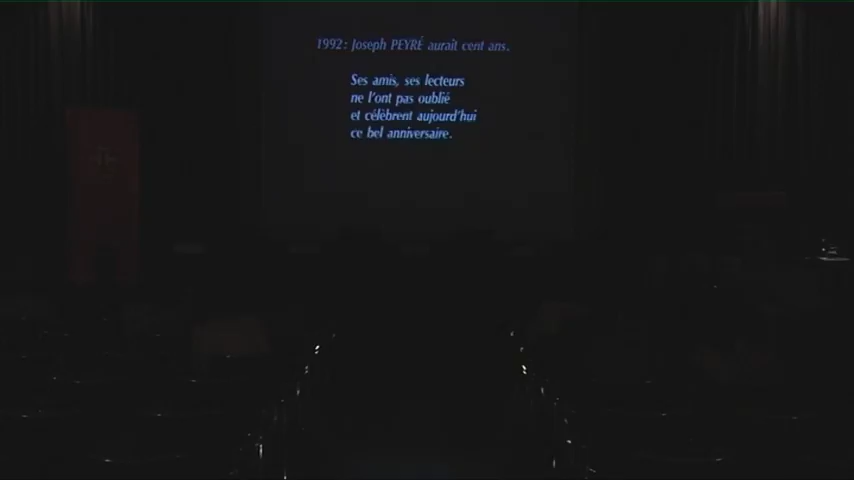 1992: Joseph PEYRÉ aurait cent ans.
Ses amis, ses lecteurs
ne l'ont pas oublié
et célèbrent aujourd'hui
ce bel anniversaire.